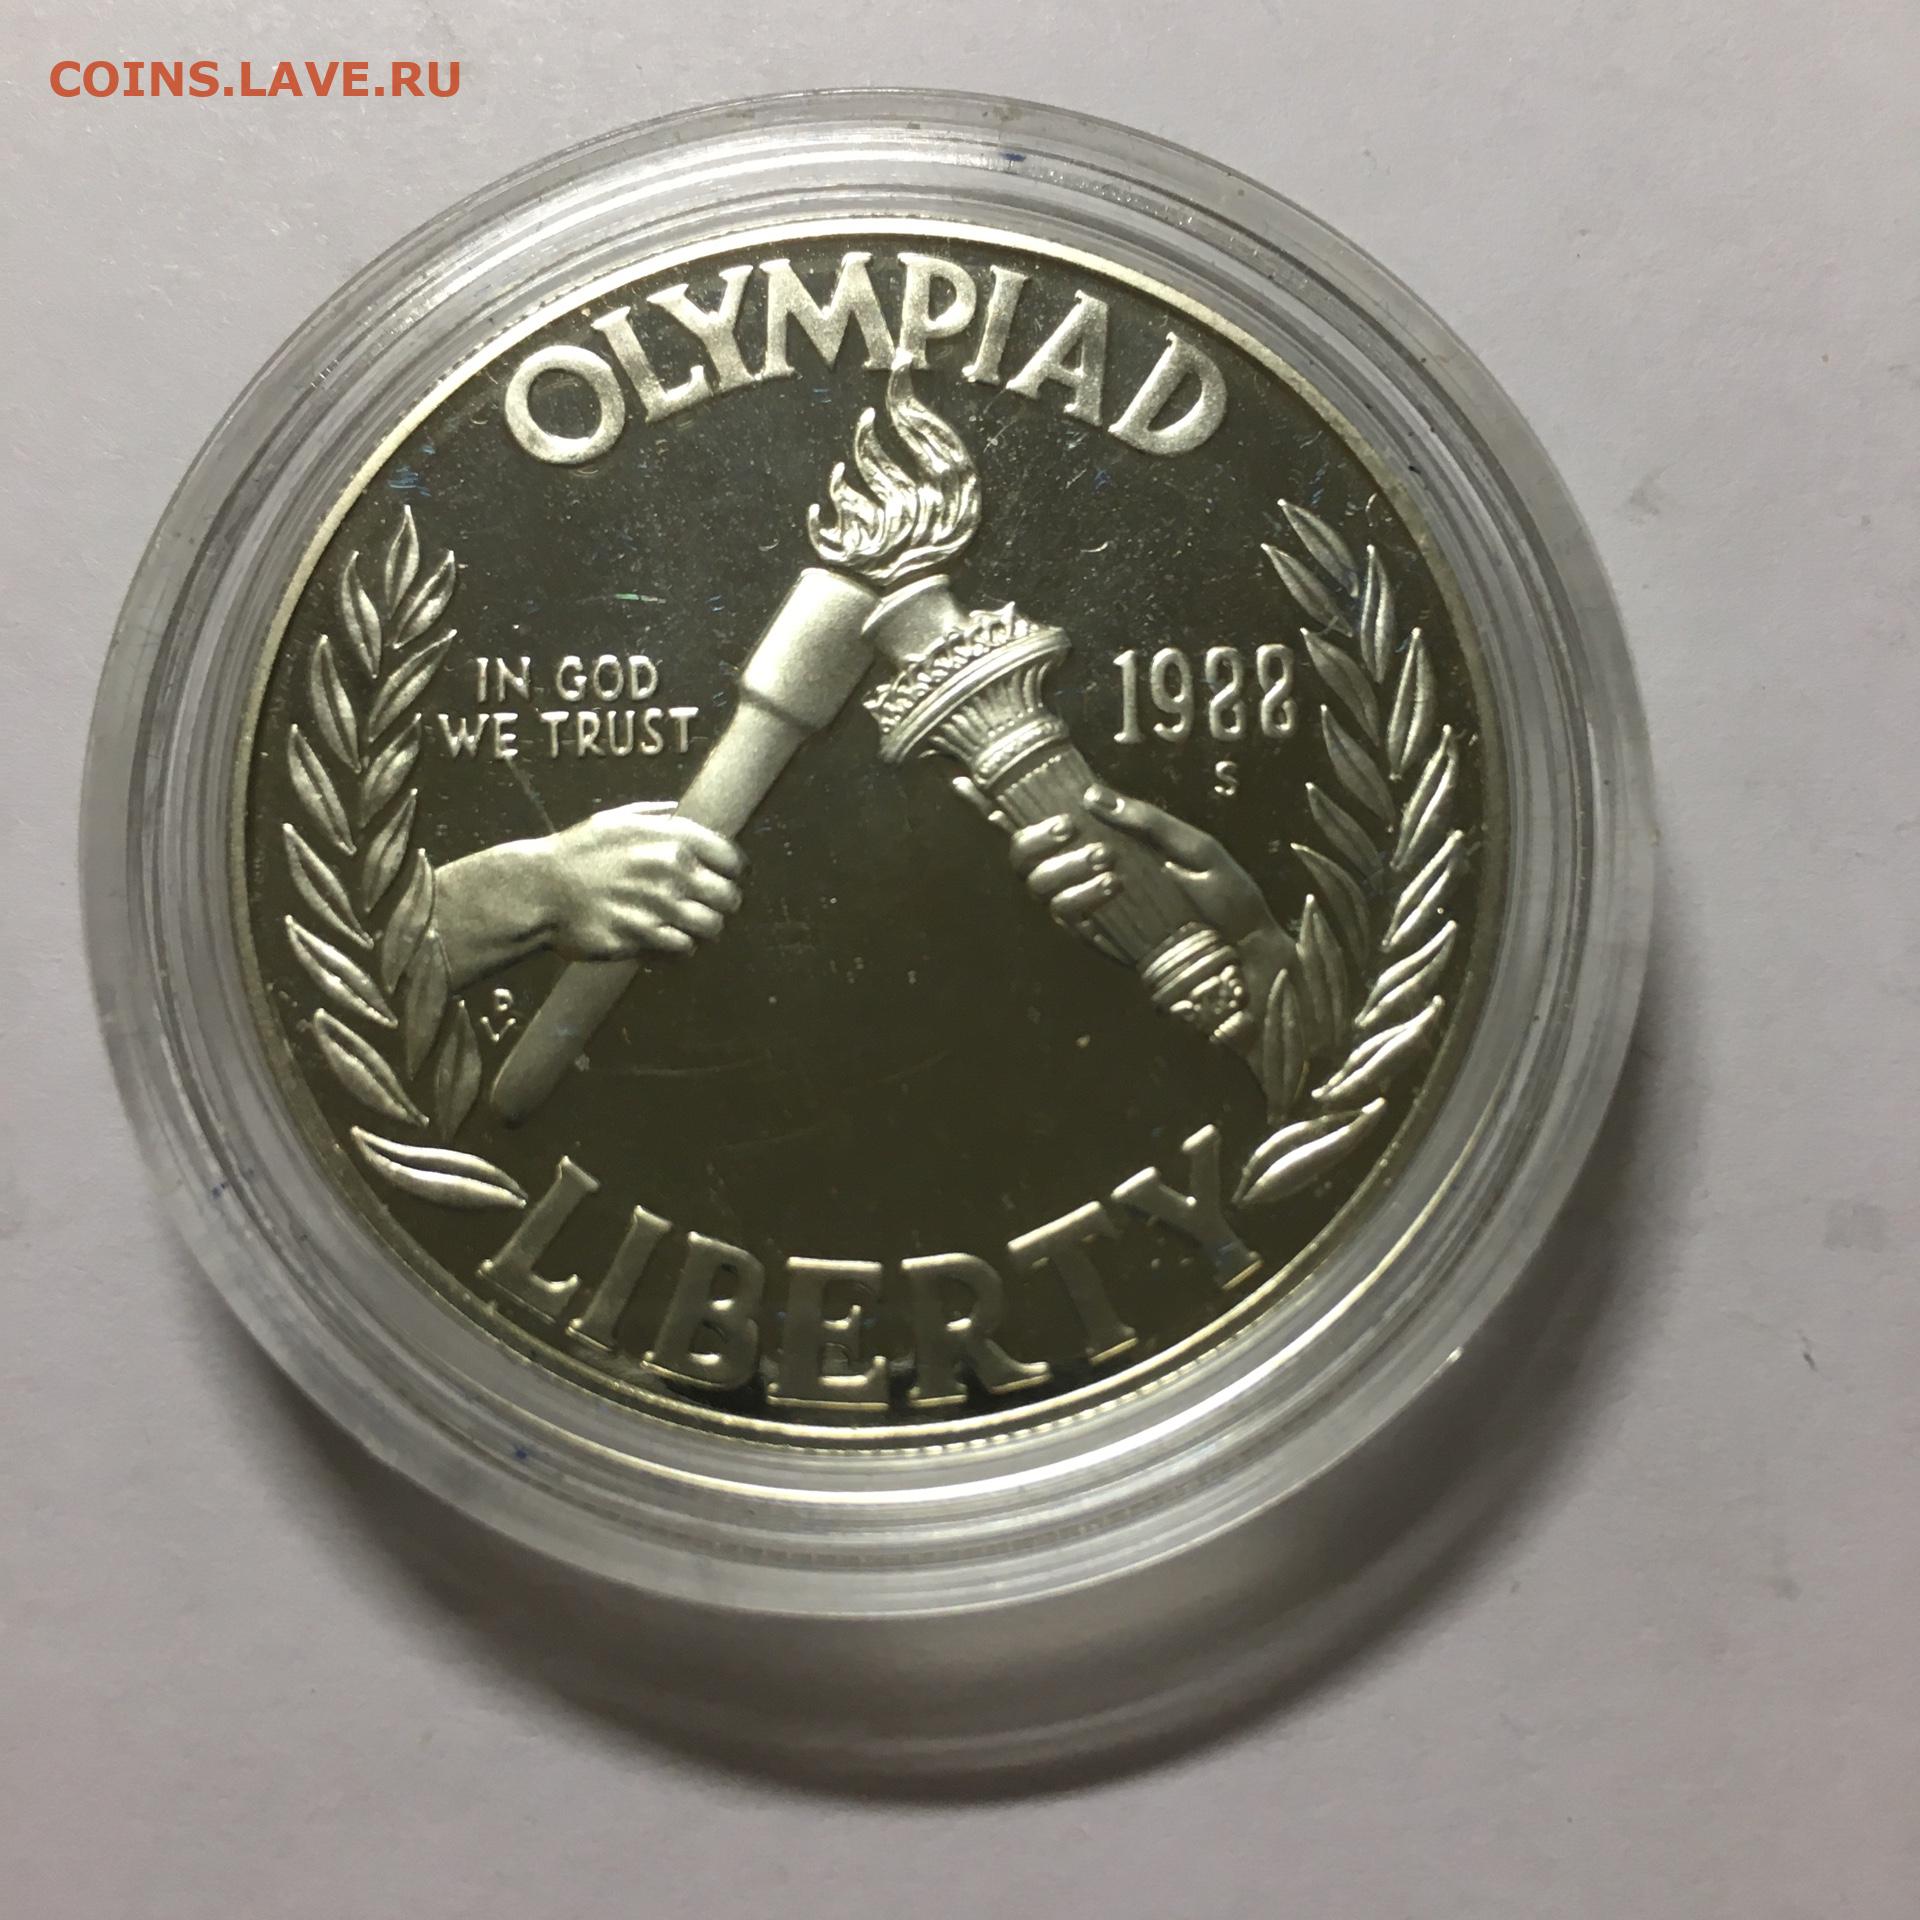 COINS.LAVE.RU
OLYMPIAD
IN GOD
WE TRUST
1988
S
LIBERTY